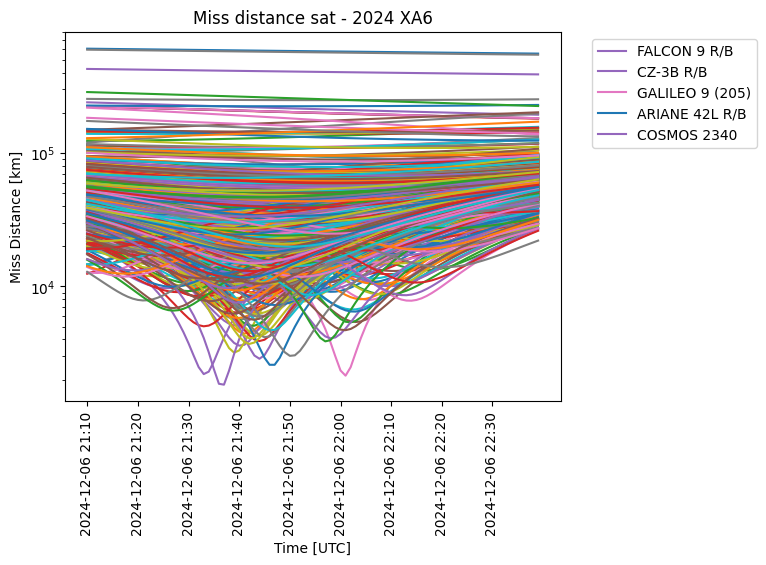 Miss distance sat - 2024 XA6
FALCON 9 R/B
CZ-3B R/B
GALILEO 9 (205)
ARIANE 42L R/B
COSMOS 2340
Miss Distance [km]
10^5
10^4
2024-12-06 21:10
2024-12-06 21:20
2024-12-06 21:30
2024-12-06 21:40
2024-12-06 21:50
2024-12-06 22:00
2024-12-06 22:10
2024-12-06 22:20
2024-12-06 22:30
Time [UTC]